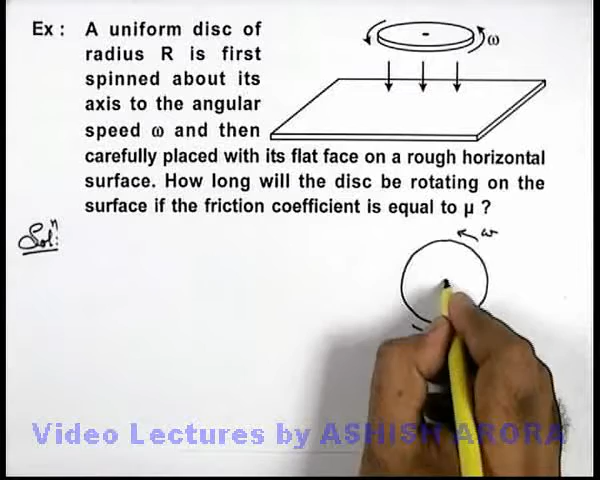 Ex : A uniform disc of
radius R is first
spinned about its
axis to the angular
speed ω and then
carefully placed with its flat face on a rough horizontal
surface. How long will the disc be rotating on the
surface if the friction coefficient is equal to μ ?
ω
Solⁿ:
ω
Video Lectures by ASHISH ARORA